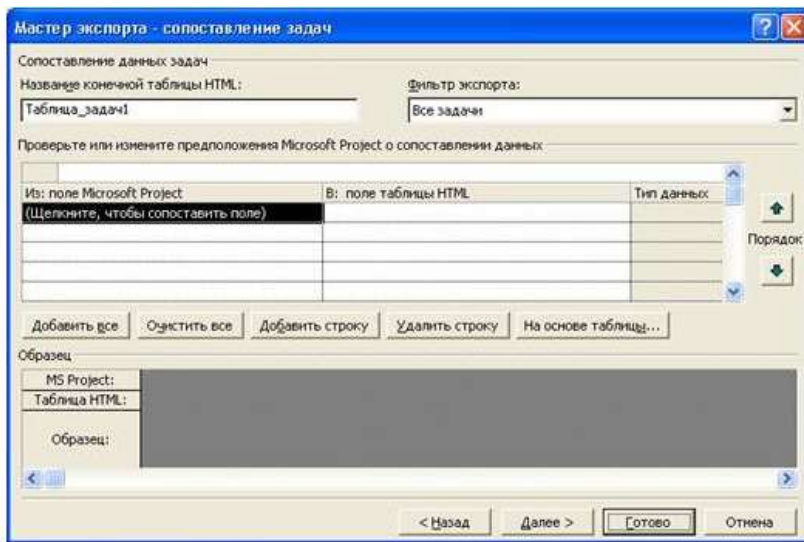 Мастер экспорта - сопоставление задач
Сопоставление данных задач
Название конечной таблицы HTML:
Фильтр экспорта:
Таблица_задач1
Все задачи
Проверьте или измените предположения Microsoft Project о сопоставлении данных
Из: поле Microsoft Project
В: поле таблицы HTML
Тип данных
(Щелкните, чтобы сопоставить поле)
Порядок
Добавить все
Очистить все
Добавить строку
Удалить строку
На основе таблицы...
Образец
MS Project:
Таблица HTML:
Образец:
< Назад
Далее >
Готово
Отмена